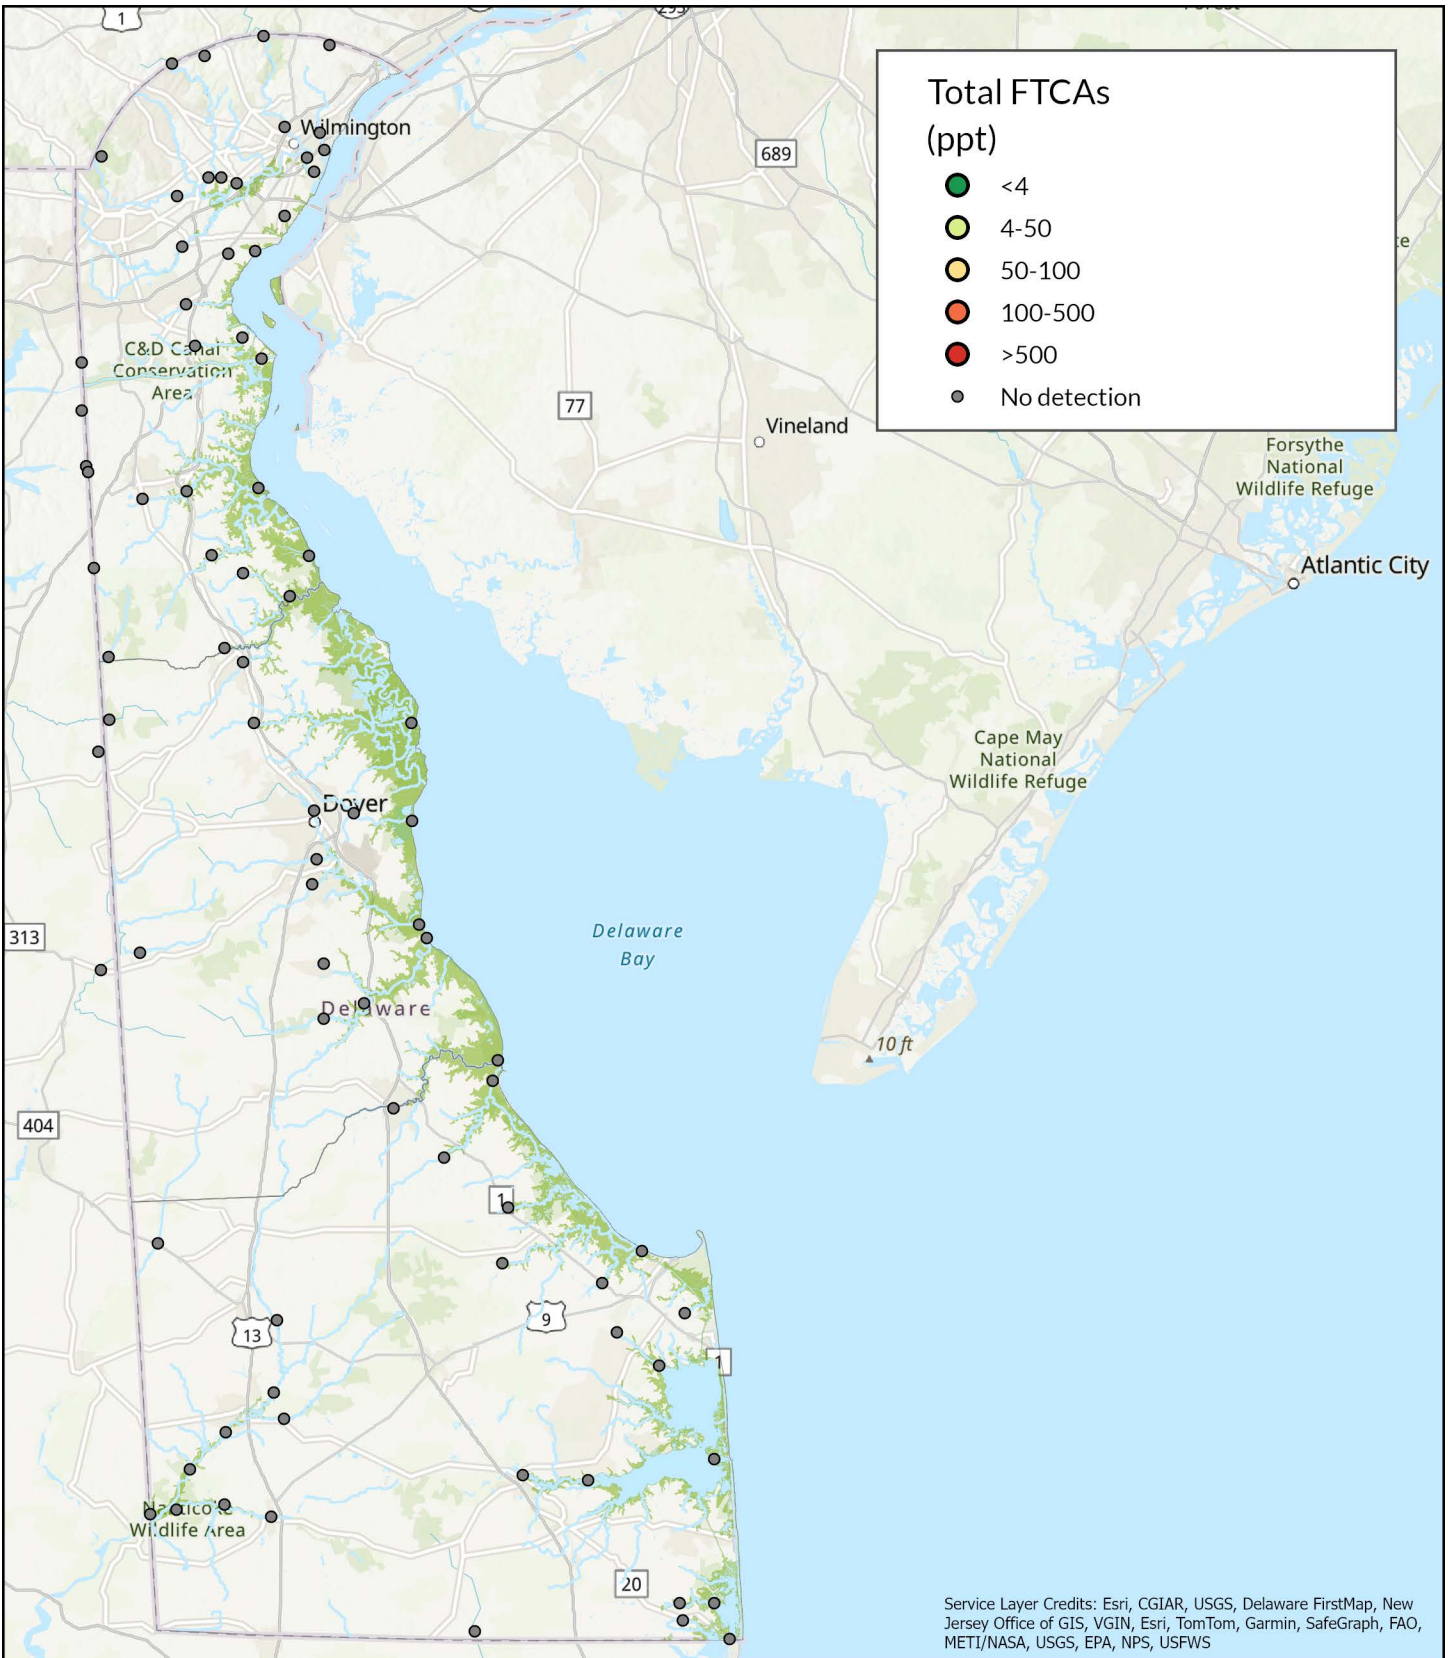 1
295
Forest
Wilmington
689
Total FTCAs
(ppt)
<4
4-50
50-100
100-500
>500
No detection
C&D Canal
Conservation
Area
77
Vineland
Forsythe
National
Wildlife Refuge
Atlantic City
Cape May
National
Wildlife Refuge
Dover
313
Delaware
Bay
Delaware
10 ft
404
1
9
13
1
Nanticoke
Wildlife Area
20
Service Layer Credits: Esri, CGIAR, USGS, Delaware FirstMap, New
Jersey Office of GIS, VGIN, Esri, TomTom, Garmin, SafeGraph, FAO,
METI/NASA, USGS, EPA, NPS, USFWS